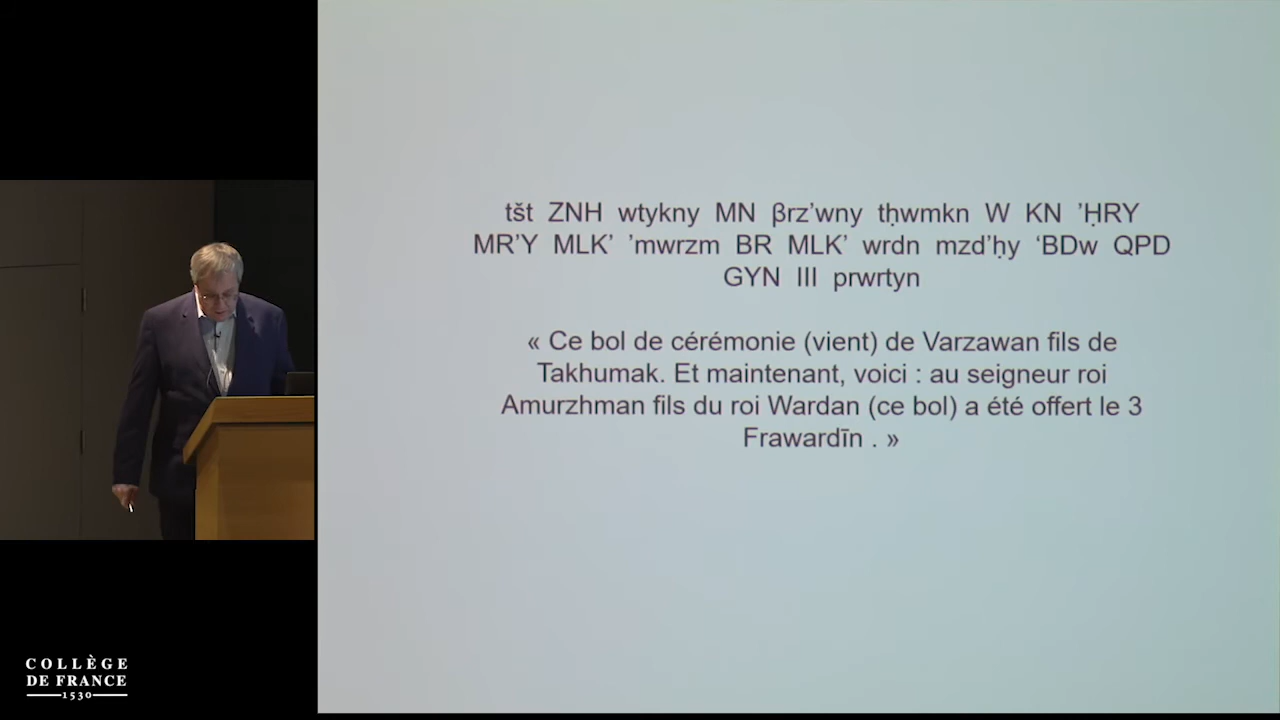 tšt ZNH wtykny MN βrz’wny tḥwmkn W KN ’ḤRY
MR’Y MLK’ ’mwrzm BR MLK’ wrdn mzd’ḥy ‘BDw QPD
GYN III prwrtyn
« Ce bol de cérémonie (vient) de Varzawan fils de
Takhumak. Et maintenant, voici : au seigneur roi
Amurzhman fils du roi Wardan (ce bol) a été offert le 3
Frawardīn . »
COLLÈGE
DE FRANCE
1530